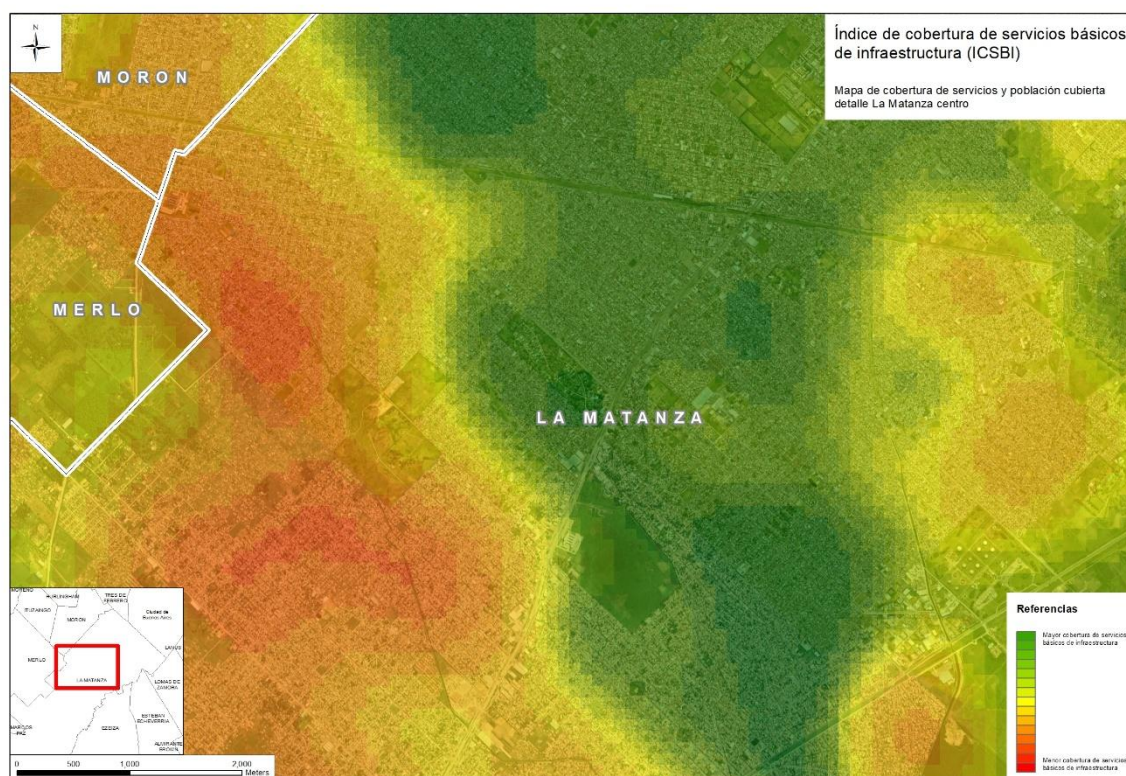 N
MORON
MERLO
LA MATANZA
Índice de cobertura de servicios básicos
de infraestructura (ICSBI)
Mapa de cobertura de servicios y población cubierta
detalle La Matanza centro
Referencias
Mayor cobertura de servicios
básicos de infraestructura
Menor cobertura de servicios
básicos de infraestructura
MORENO
HURLINGHAM
TRES DE
FEBRERO
ITUZAINGO
MORON
Ciudad de
Buenos Aires
LANUS
MERLO
LA MATANZA
LOMAS DE
ZAMORA
ESTEBAN
ECHEVERRIA
MARCOS
PAZ
EZEIZA
ALMIRANTE
BROWN
0 500 1,000 2,000
Meters